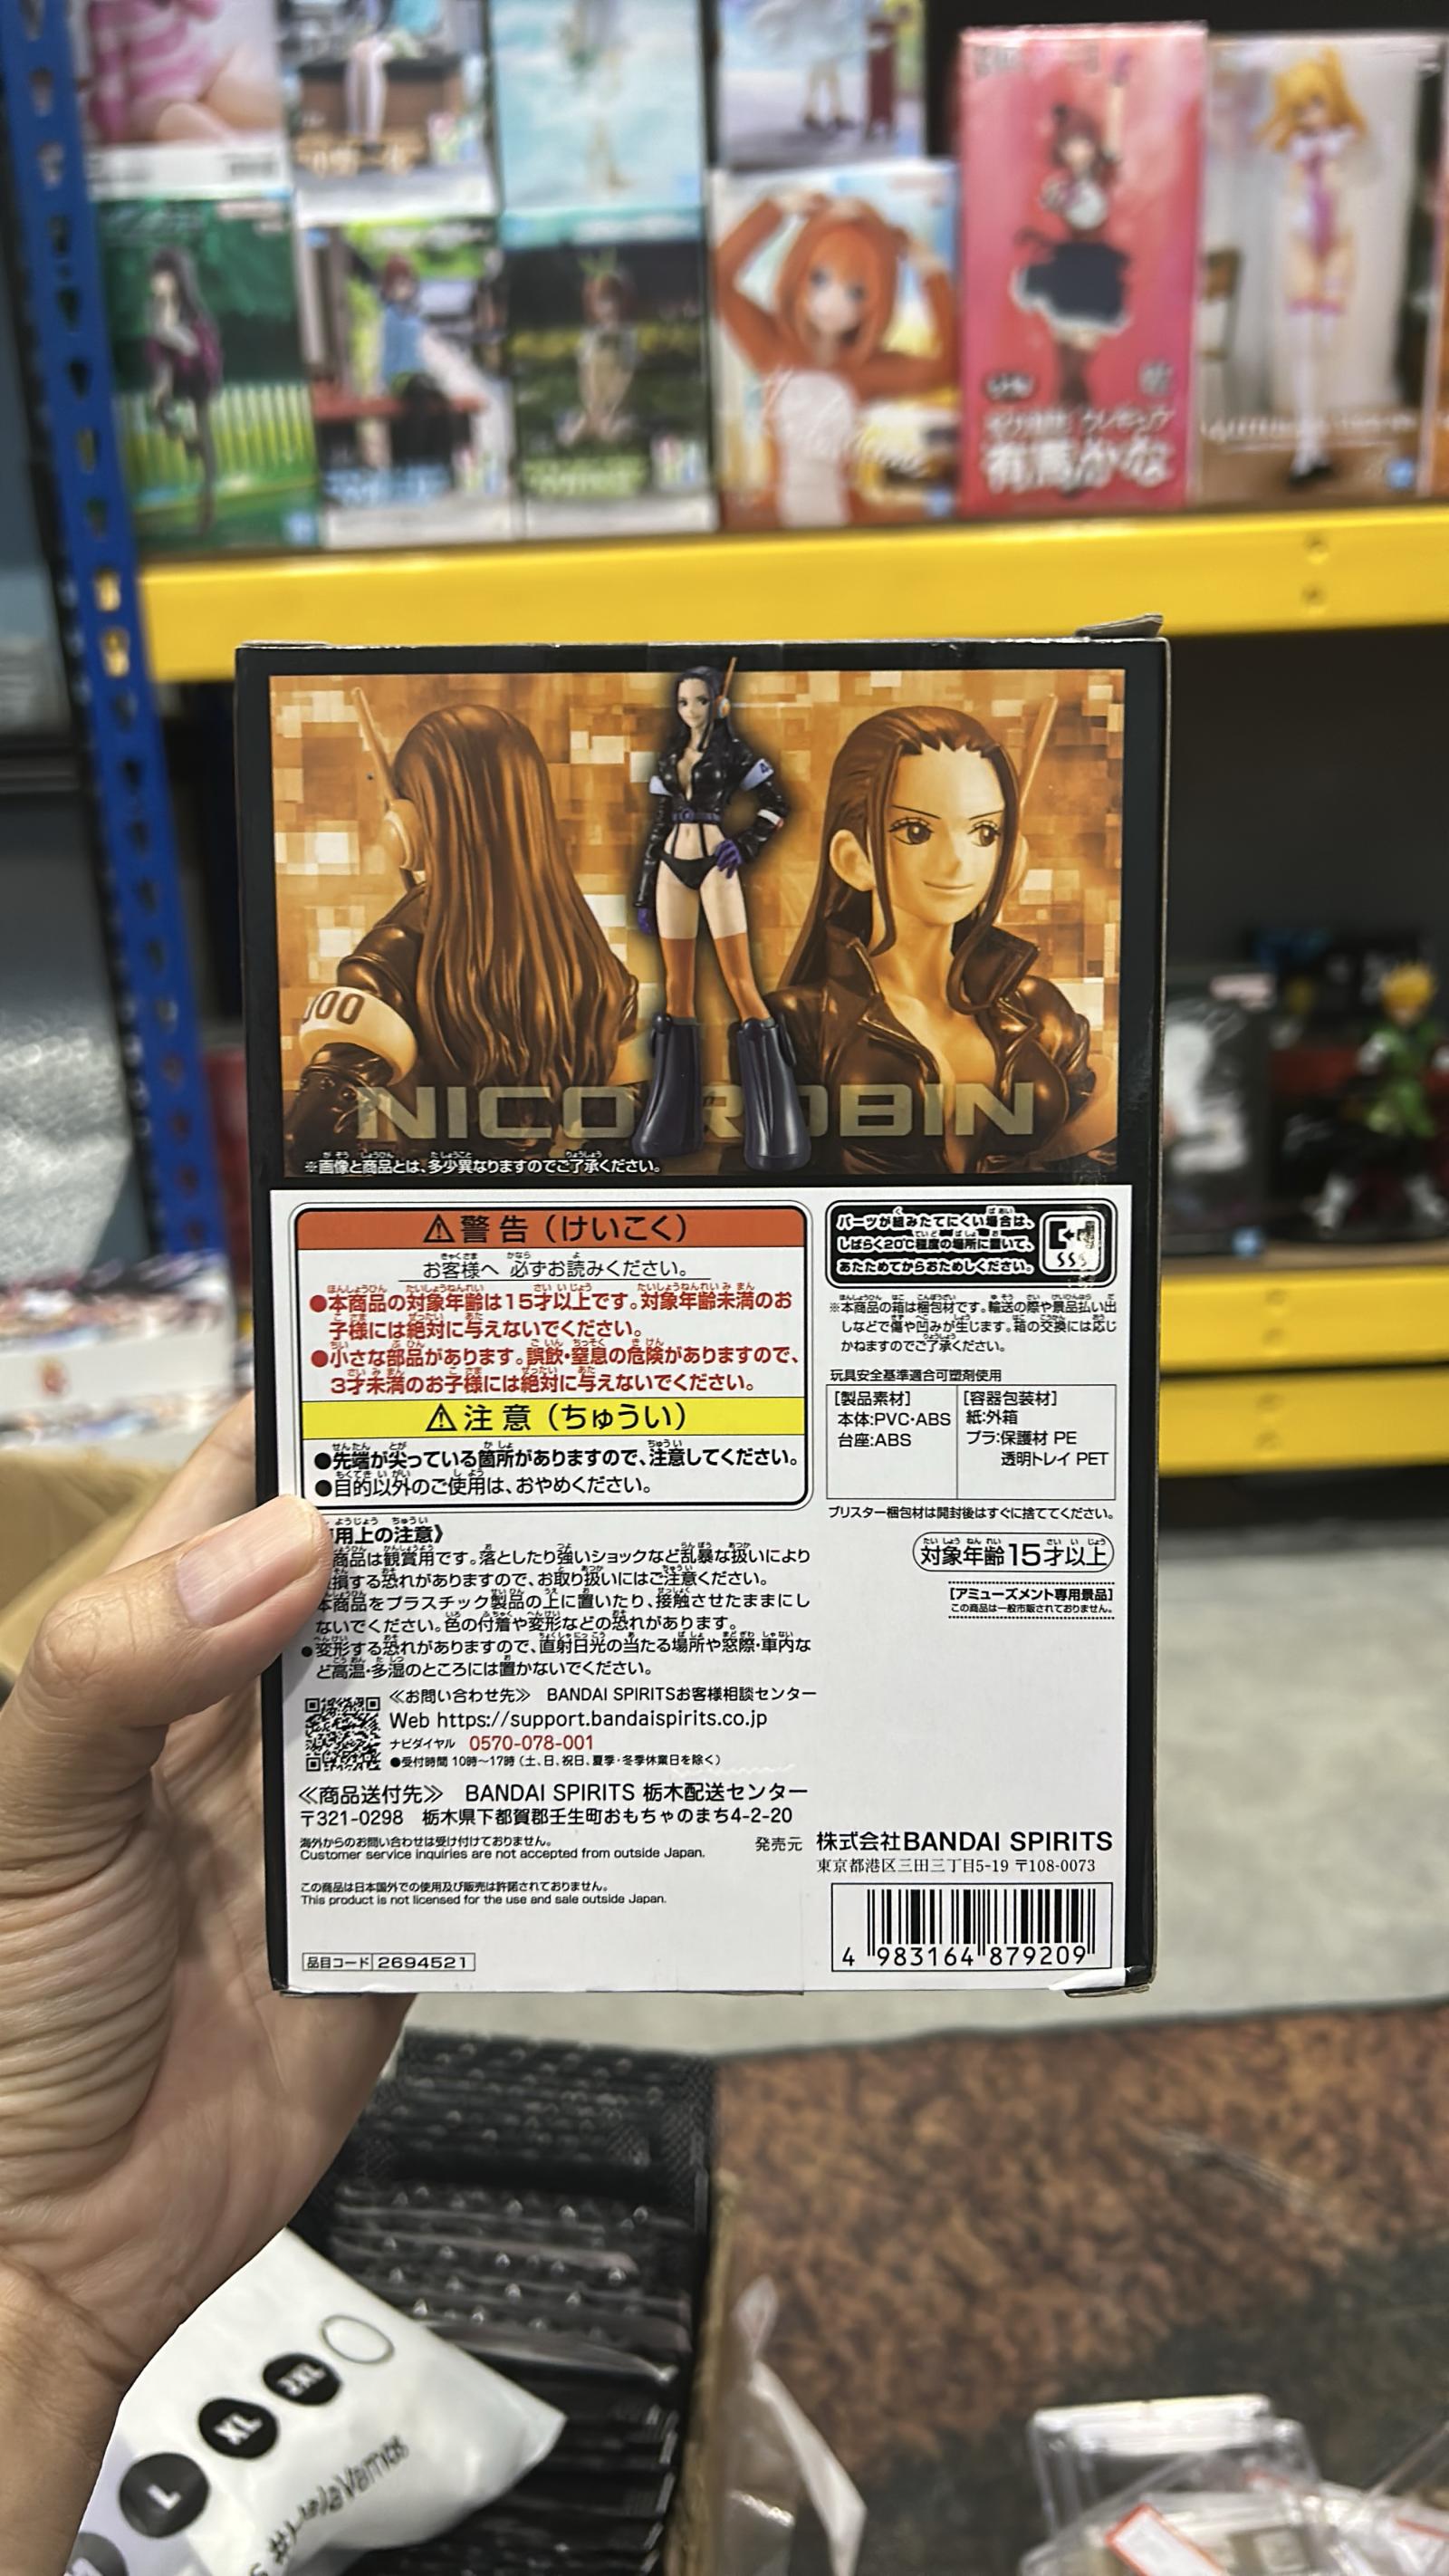 有馬かな
4
00
NICO ROBIN
※画像と商品とは、多少異なりますのでご了承ください。
⚠警告（けいこく）
お客様へ 必ずお読みください。
●本商品の対象年齢は15才以上です。対象年齢未満のお
子様には絶対に与えないでください。
●小さな部品があります。誤飲・窒息の危険がありますので、
3才未満のお子様には絶対に与えないでください。
⚠注意（ちゅうい）
●先端が尖っている箇所がありますので、注意してください。
●目的以外のご使用は、おやめください。
用上の注意》
商品は観賞用です。落としたり強いショックなど乱暴な扱いにより
損する恐れがありますので、お取り扱いにはご注意ください。
本商品をプラスチック製品の上に置いたり、接触させたままにし
ないでください。色の付着や変形などの恐れがあります。
●変形する恐れがありますので、直射日光の当たる場所や窓際・車内な
ど高温・多湿のところには置かないでください。
≪お問い合わせ先≫ BANDAI SPIRITSお客様相談センター
Web https://support.bandaispirits.co.jp
ナビダイヤル 0570-078-001
●受付時間 10時～17時（土、日、祝日、夏季・冬季休業日を除く）
≪商品送付先≫ BANDAI SPIRITS 栃木配送センター
〒321-0298 栃木県下都賀郡壬生町おもちゃのまち4-2-20
海外からのお問い合わせは受け付けておりません。
Customer service inquiries are not accepted from outside Japan.
この商品は日本国外での使用及び販売は許諾されておりません。
This product is not licensed for the use and sale outside Japan.
品目コード 2694521
パーツが組みたてにくい場合は、
しばらく20℃程度の場所に置いて、
あたためてからおためしください。
※本商品の箱は梱包材です。輸送の際や景品払い出
しなどで傷や凹みが生じます。箱の交換には応じ
かねますのでご了承ください。
玩具安全基準適合可塑剤使用
[製品素材]
本体:PVC・ABS
台座:ABS
[容器包装材]
紙:外箱
プラ:保護材 PE
透明トレイ PET
ブリスター梱包材は開封後はすぐに捨ててください。
対象年齢15才以上
[アミューズメント専用景品]
この商品は一般市販されておりません。
発売元 株式会社BANDAI SPIRITS
東京都港区三田三丁目5-19 〒108-0073
4 983164 879209
L
XL
2XL